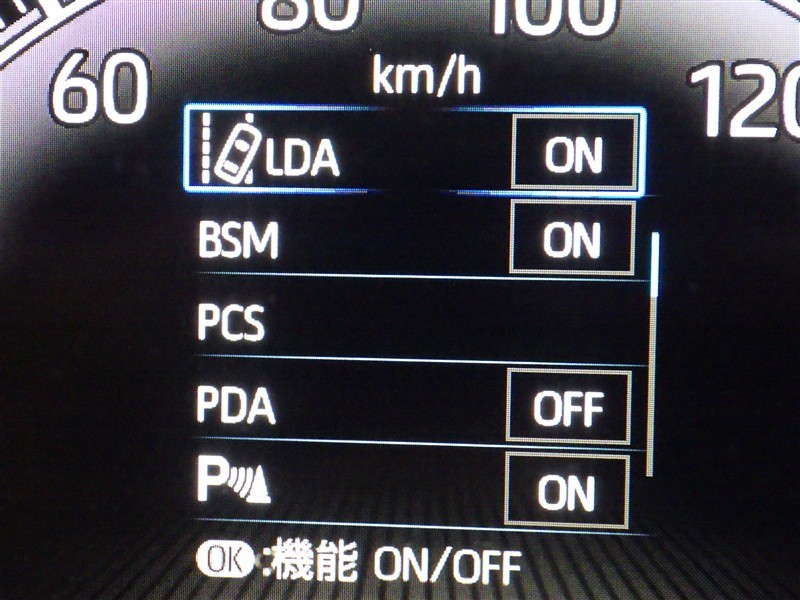 80 100
60 km/h 120
LDA ON
BSM ON
PCS
PDA OFF
P ON
OK:機能 ON/OFF